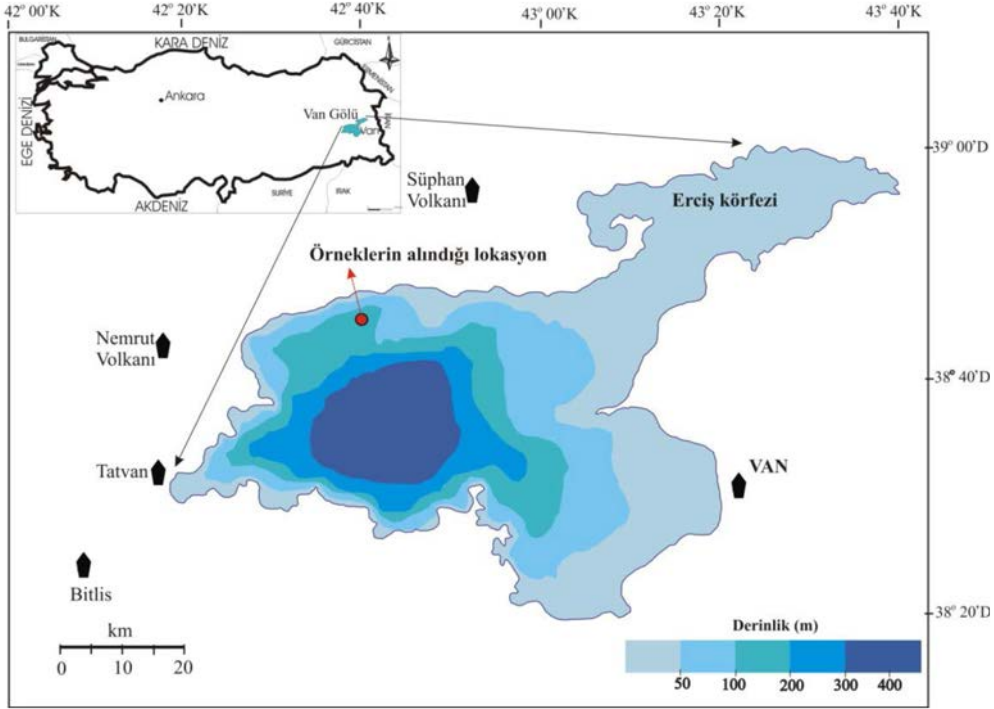 42° 00'K 42° 20'K 42° 40'K 43° 00'K 43° 20'K 43° 40'K
BULGARİSTAN
KARA DENİZ
GÜRCİSTAN
ERMENİSTAN
İRAN
EGE DENİZİ
Ankara
Van Gölü
Van
SURİYE
IRAK
AKDENİZ
39° 00'D
Süphan
Volkanı
Erciş körfezi
Örneklerin alındığı lokasyon
Nemrut
Volkanı
38° 40'D
Tatvan
VAN
Bitlis
38° 20'D
km
0 10 20
Derinlik (m)
50 100 200 300 400